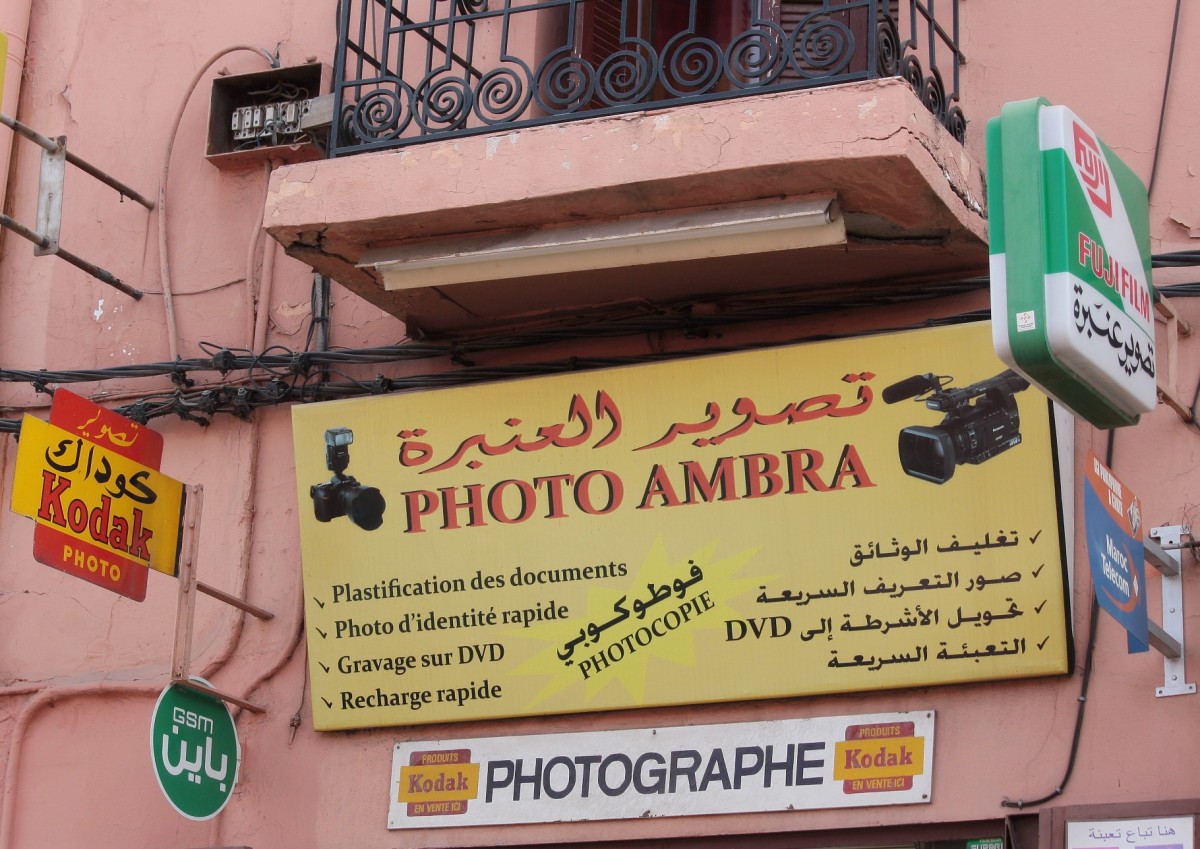 FUJI
FUJIFILM
تصوير عنبرة
تصوير
كوداك
Kodak
PHOTO
تصوير العنبرة
PHOTO AMBRA
Plastification des documents
Photo d'identité rapide
Gravage sur DVD
Recharge rapide
فوطوكوبي
PHOTOCOPIE
تغليف الوثائق
صور التعريف السريعة
تحويل الأشرطة إلى DVD
التعبئة السريعة
Maroc
Telecom
GSM
باين
PRODUITS
Kodak
EN VENTE ICI
PHOTOGRAPHE
PRODUITS
Kodak
EN VENTE ICI
هنا تباع تعبئة